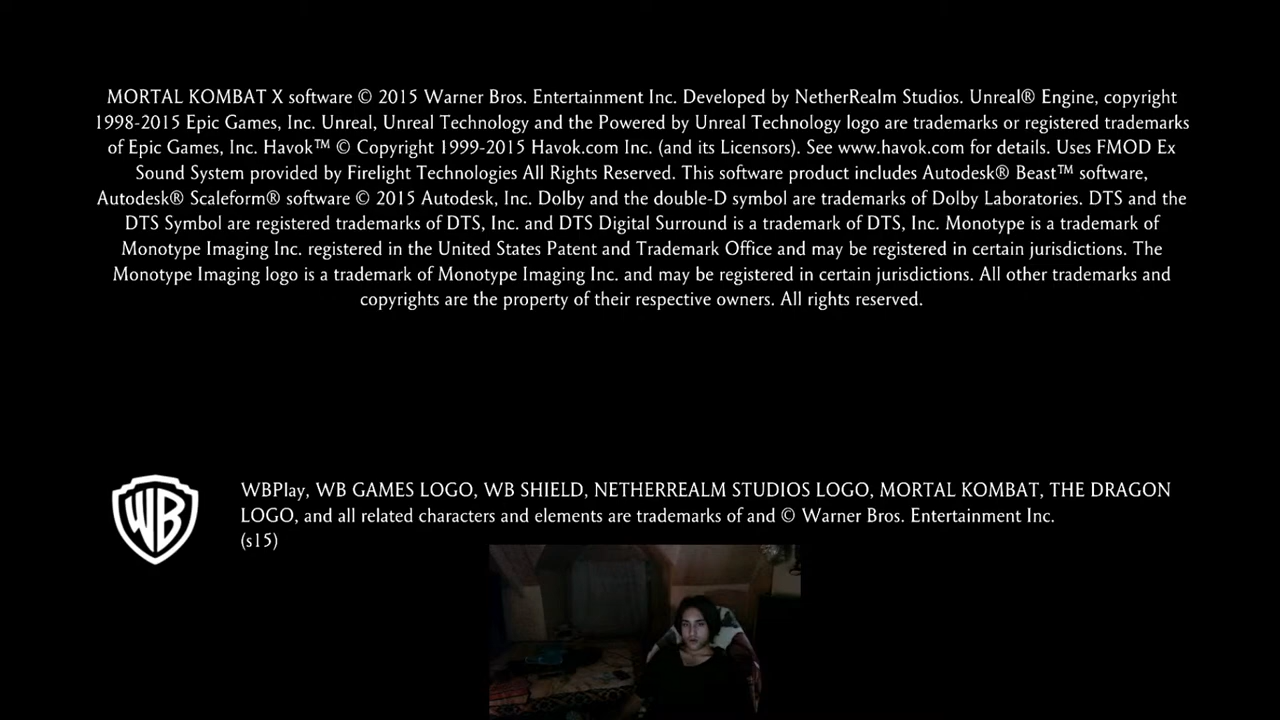 MORTAL KOMBAT X software © 2015 Warner Bros. Entertainment Inc. Developed by NetherRealm Studios. Unreal® Engine, copyright
1998-2015 Epic Games, Inc. Unreal, Unreal Technology and the Powered by Unreal Technology logo are trademarks or registered trademarks
of Epic Games, Inc. Havok™ © Copyright 1999-2015 Havok.com Inc. (and its Licensors). See www.havok.com for details. Uses FMOD Ex
Sound System provided by Firelight Technologies All Rights Reserved. This software product includes Autodesk® Beast™ software,
Autodesk® Scaleform® software © 2015 Autodesk, Inc. Dolby and the double-D symbol are trademarks of Dolby Laboratories. DTS and the
DTS Symbol are registered trademarks of DTS, Inc. and DTS Digital Surround is a trademark of DTS, Inc. Monotype is a trademark of
Monotype Imaging Inc. registered in the United States Patent and Trademark Office and may be registered in certain jurisdictions. The
Monotype Imaging logo is a trademark of Monotype Imaging Inc. and may be registered in certain jurisdictions. All other trademarks and
copyrights are the property of their respective owners. All rights reserved.
WB
WBPlay, WB GAMES LOGO, WB SHIELD, NETHERREALM STUDIOS LOGO, MORTAL KOMBAT, THE DRAGON
LOGO, and all related characters and elements are trademarks of and © Warner Bros. Entertainment Inc.
(s15)